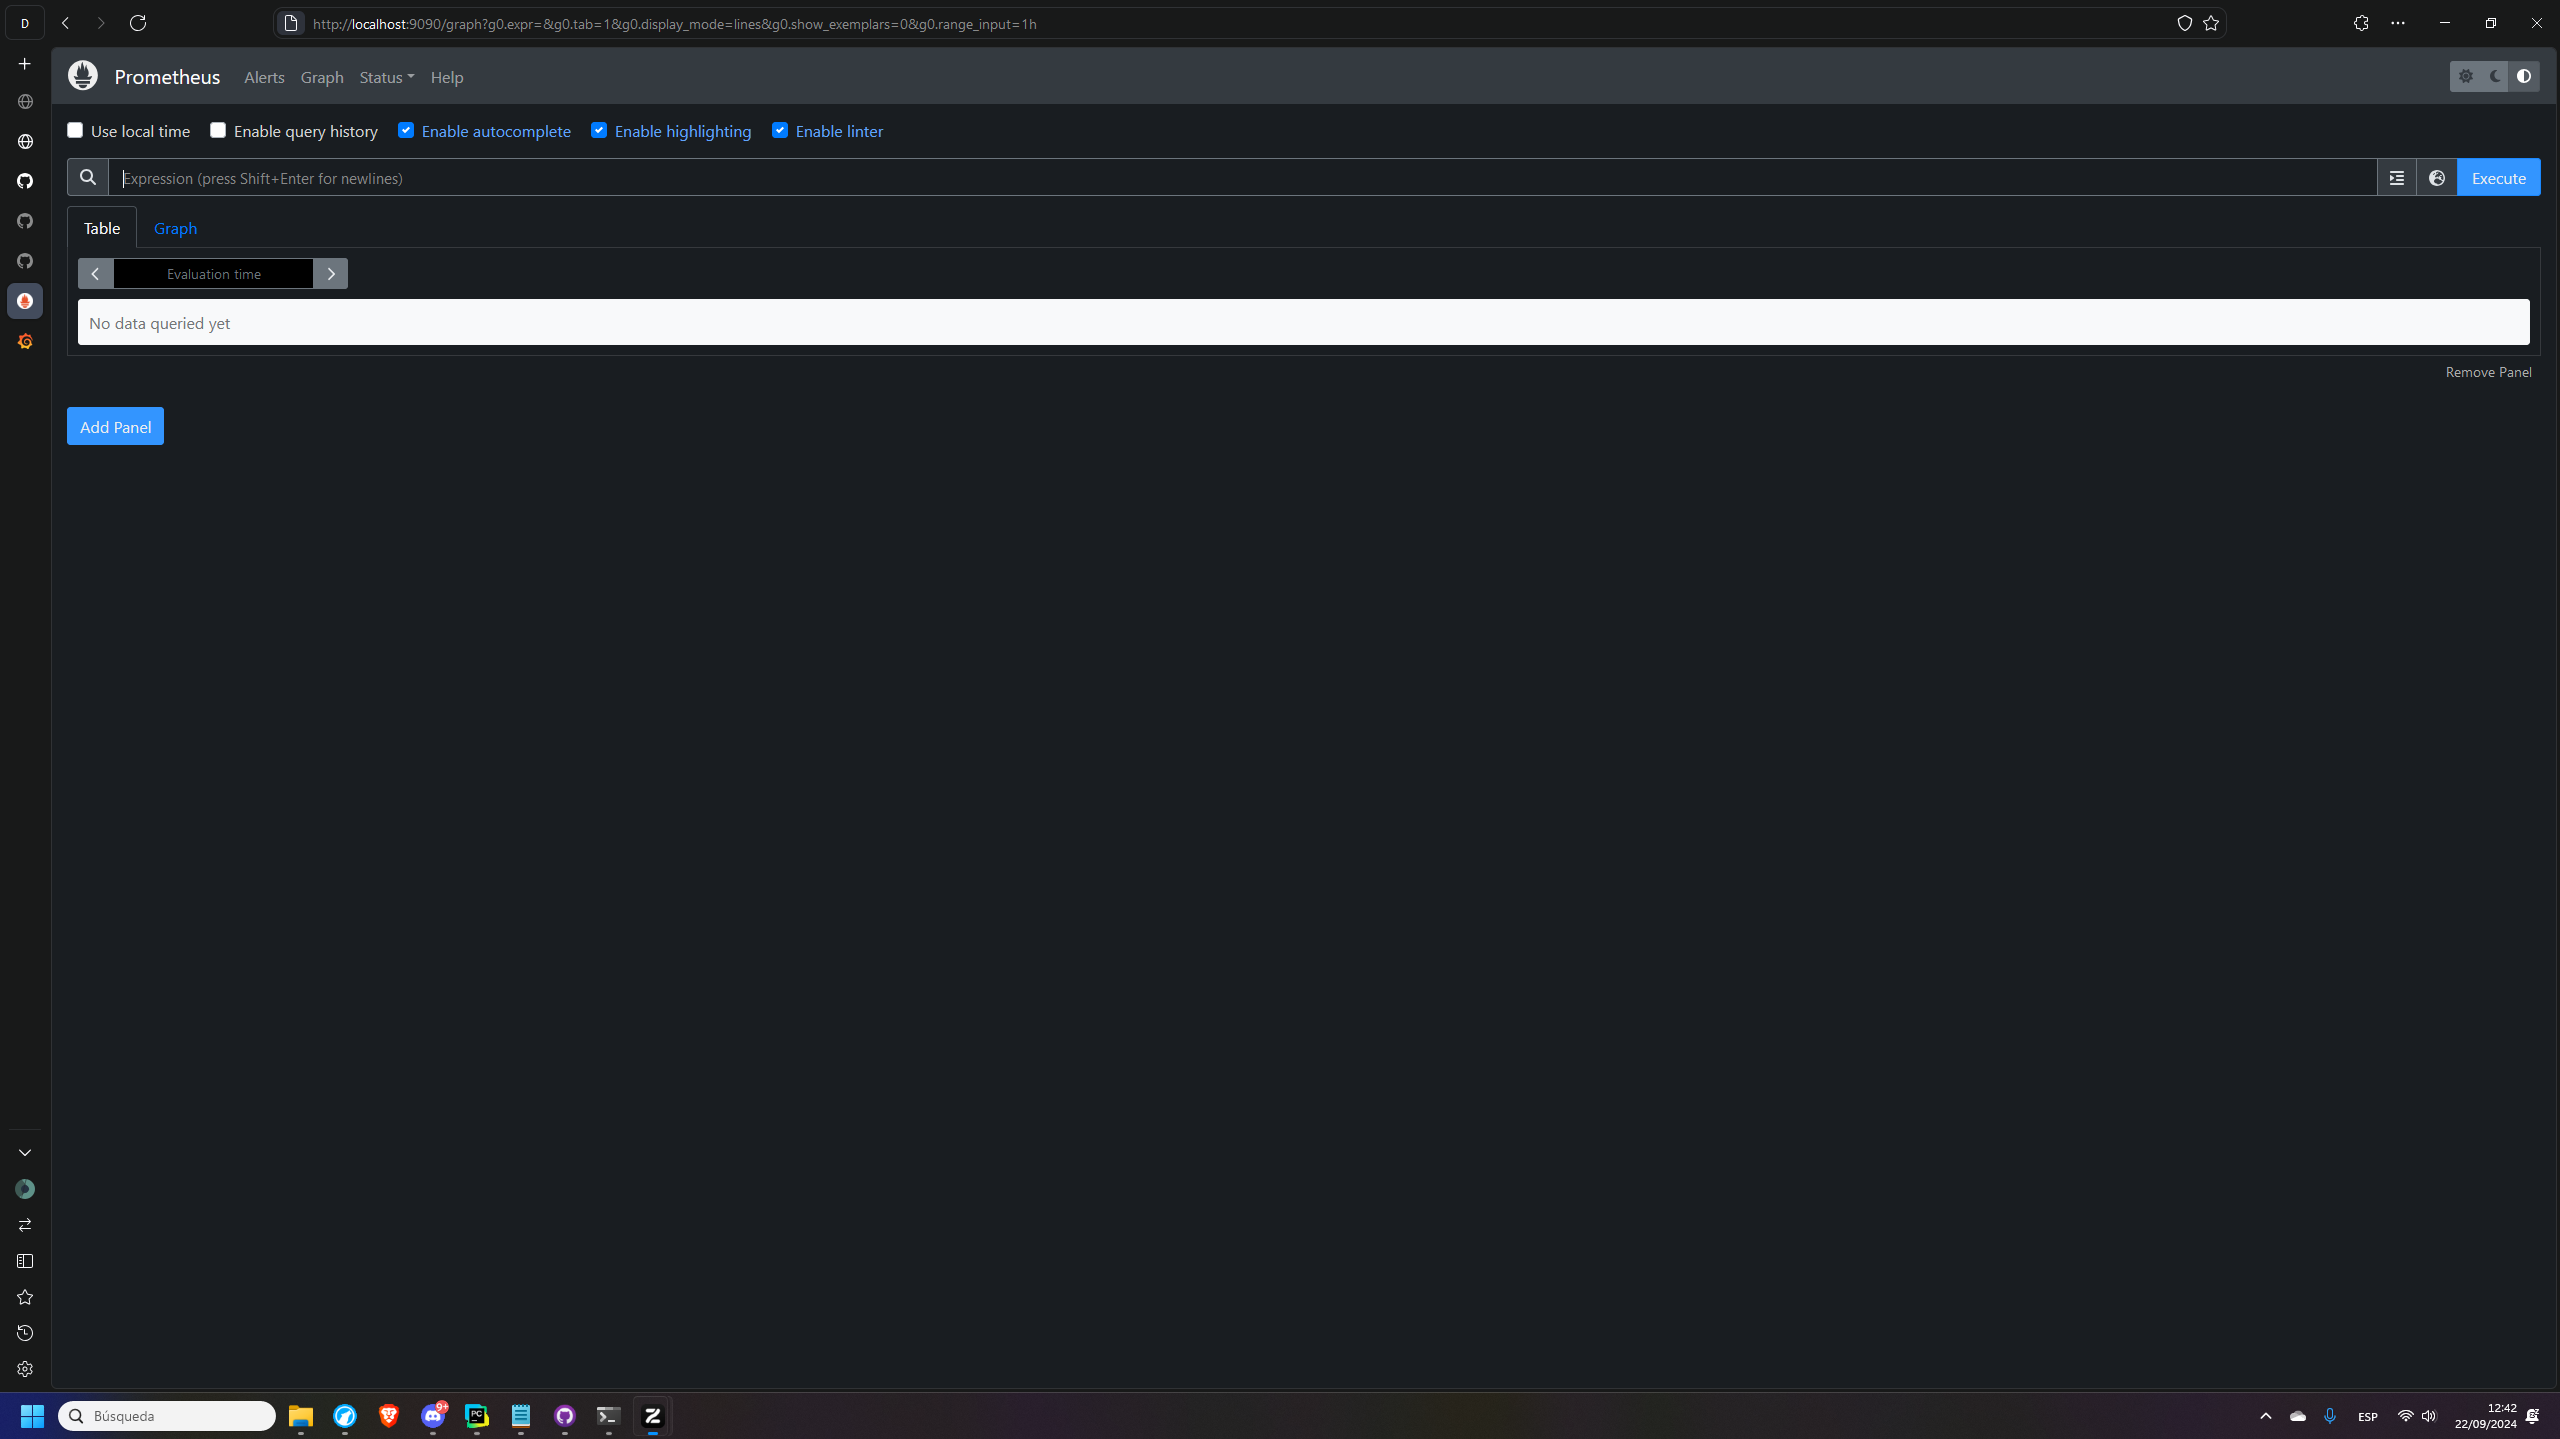 D
http://localhost:9090/graph?g0.expr=&g0.tab=1&g0.display_mode=lines&g0.show_exemplars=0&g0.range_input=1h
Prometheus Alerts Graph Status Help
Use local time Enable query history Enable autocomplete Enable highlighting Enable linter
Expression (press Shift+Enter for newlines) Execute
Table Graph
Evaluation time
No data queried yet
Remove Panel
Add Panel
Búsqueda 9+ PC ESP 12:42
22/09/2024